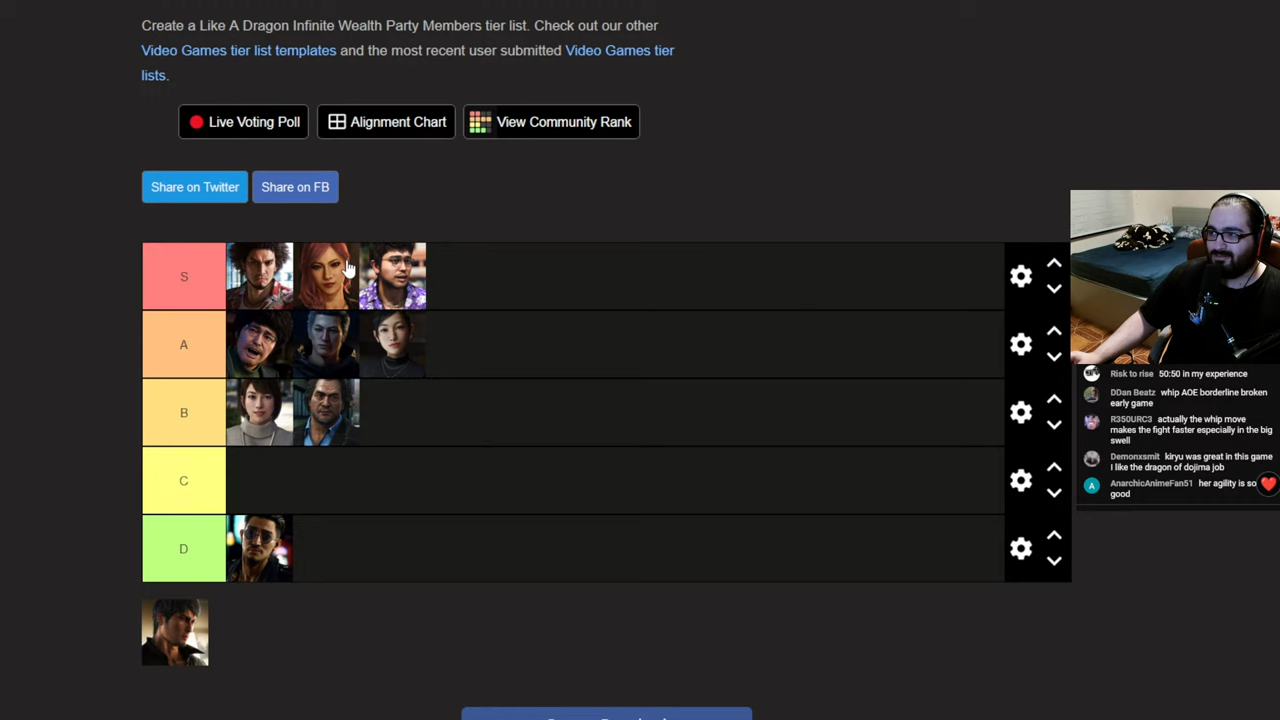 Create a Like A Dragon Infinite Wealth Party Members tier list. Check out our other
Video Games tier list templates and the most recent user submitted Video Games tier
lists.
Live Voting Poll
Alignment Chart
View Community Rank
Share on Twitter
Share on FB
S
A
B
C
D
Risk to rise 50:50 in my experience
DDan Beatz whip AOE borderline broken
early game
R350URC3 actually the whip move
makes the fight faster especially in the big
swell
Demonxsmit kiryu was great in this game
I like the dragon of dojima job
A
AnarchicAnimeFan51 her agility is so
good